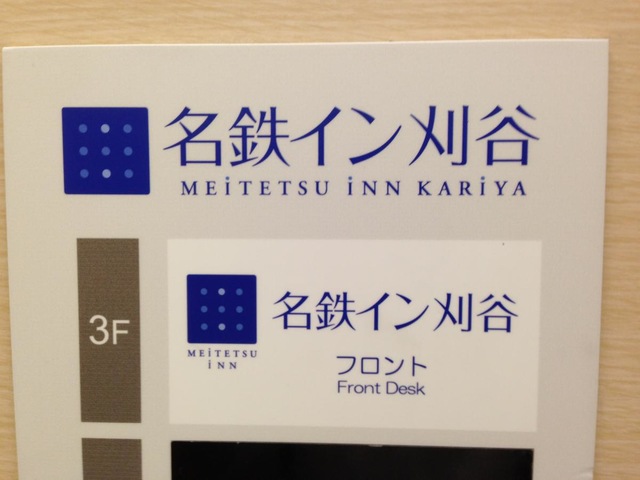 名鉄イン刈谷
MEiTETSU iNN KARiYA
3F
名鉄イン刈谷
MEiTETSU
iNN
フロント
Front Desk